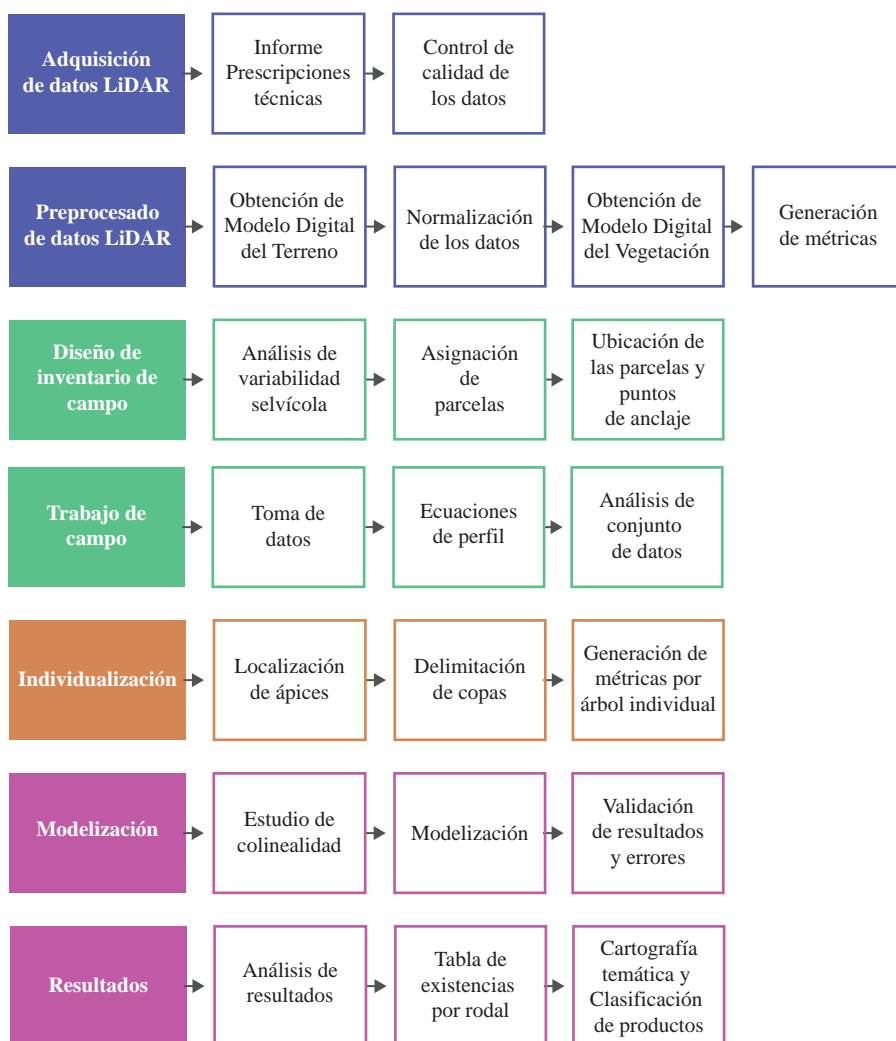 Adquisición
de datos LiDAR
Informe
Prescripciones
técnicas
Control de
calidad de
los datos
Preprocesado
de datos LiDAR
Obtención de
Modelo Digital
del Terreno
Normalización
de los datos
Obtención de
Modelo Digital
del Vegetación
Generación
de métricas
Diseño de
inventario de
campo
Análisis de
variabilidad
selvícola
Asignación
de
parcelas
Ubicación de
las parcelas y
puntos
de anclaje
Trabajo de
campo
Toma de
datos
Ecuaciones
de perfil
Análisis de
conjunto
de datos
Individualización
Localización
de ápices
Delimitación
de copas
Generación de
métricas por
árbol individual
Modelización
Estudio de
colinealidad
Modelización
Validación
de resultados
y errores
Resultados
Análisis de
resultados
Tabla de
existencias
por rodal
Cartografía
temática y
Clasificación
de productos